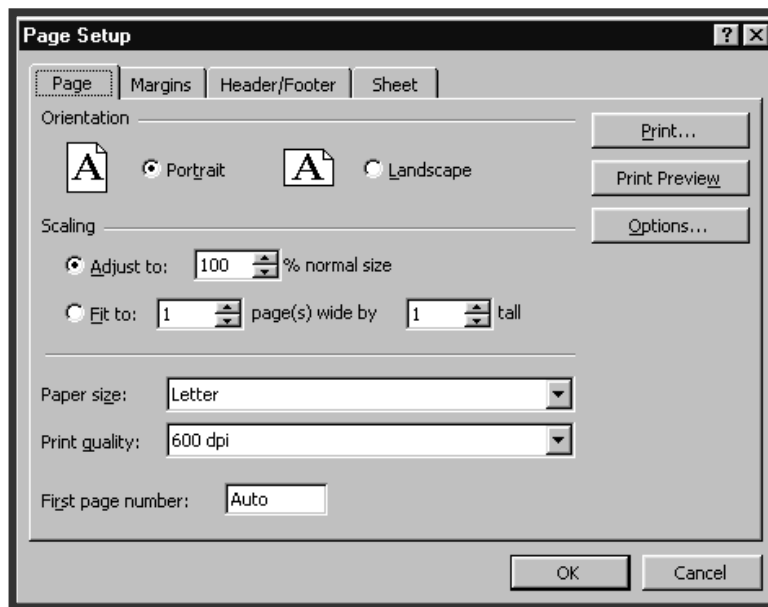 Page Setup ? X
Page Margins Header/Footer Sheet
Orientation
Print...
A Portrait A Landscape
Print Preview
Scaling
Options...
Adjust to: 100 % normal size
Fit to: 1 page(s) wide by 1 tall
Paper size: Letter
Print quality: 600 dpi
First page number: Auto
OK Cancel